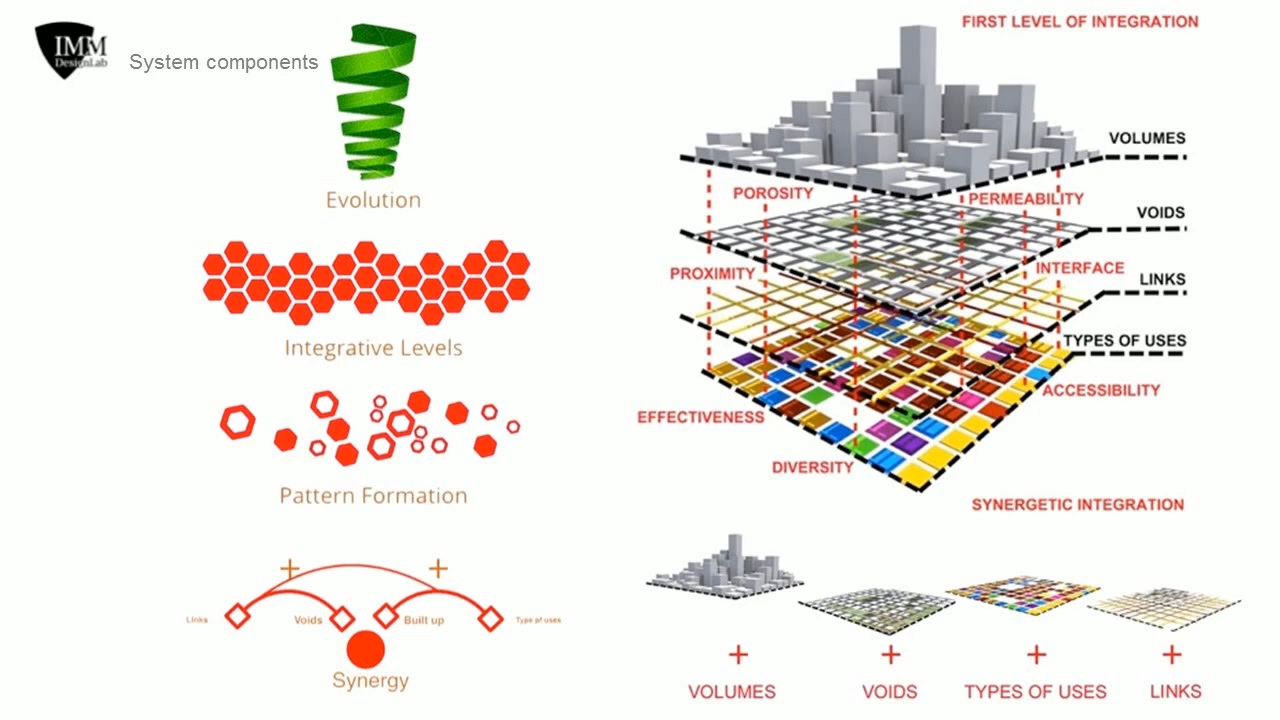 IMM
DesignLab
System components
Evolution
Integrative Levels
Pattern Formation
Links
Voids
Built up
Type of uses
Synergy
FIRST LEVEL OF INTEGRATION
VOLUMES
POROSITY
PERMEABILITY
VOIDS
PROXIMITY
INTERFACE
LINKS
TYPES OF USES
ACCESSIBILITY
EFFECTIVENESS
DIVERSITY
SYNERGETIC INTEGRATION
+ + + +
VOLUMES VOIDS TYPES OF USES LINKS